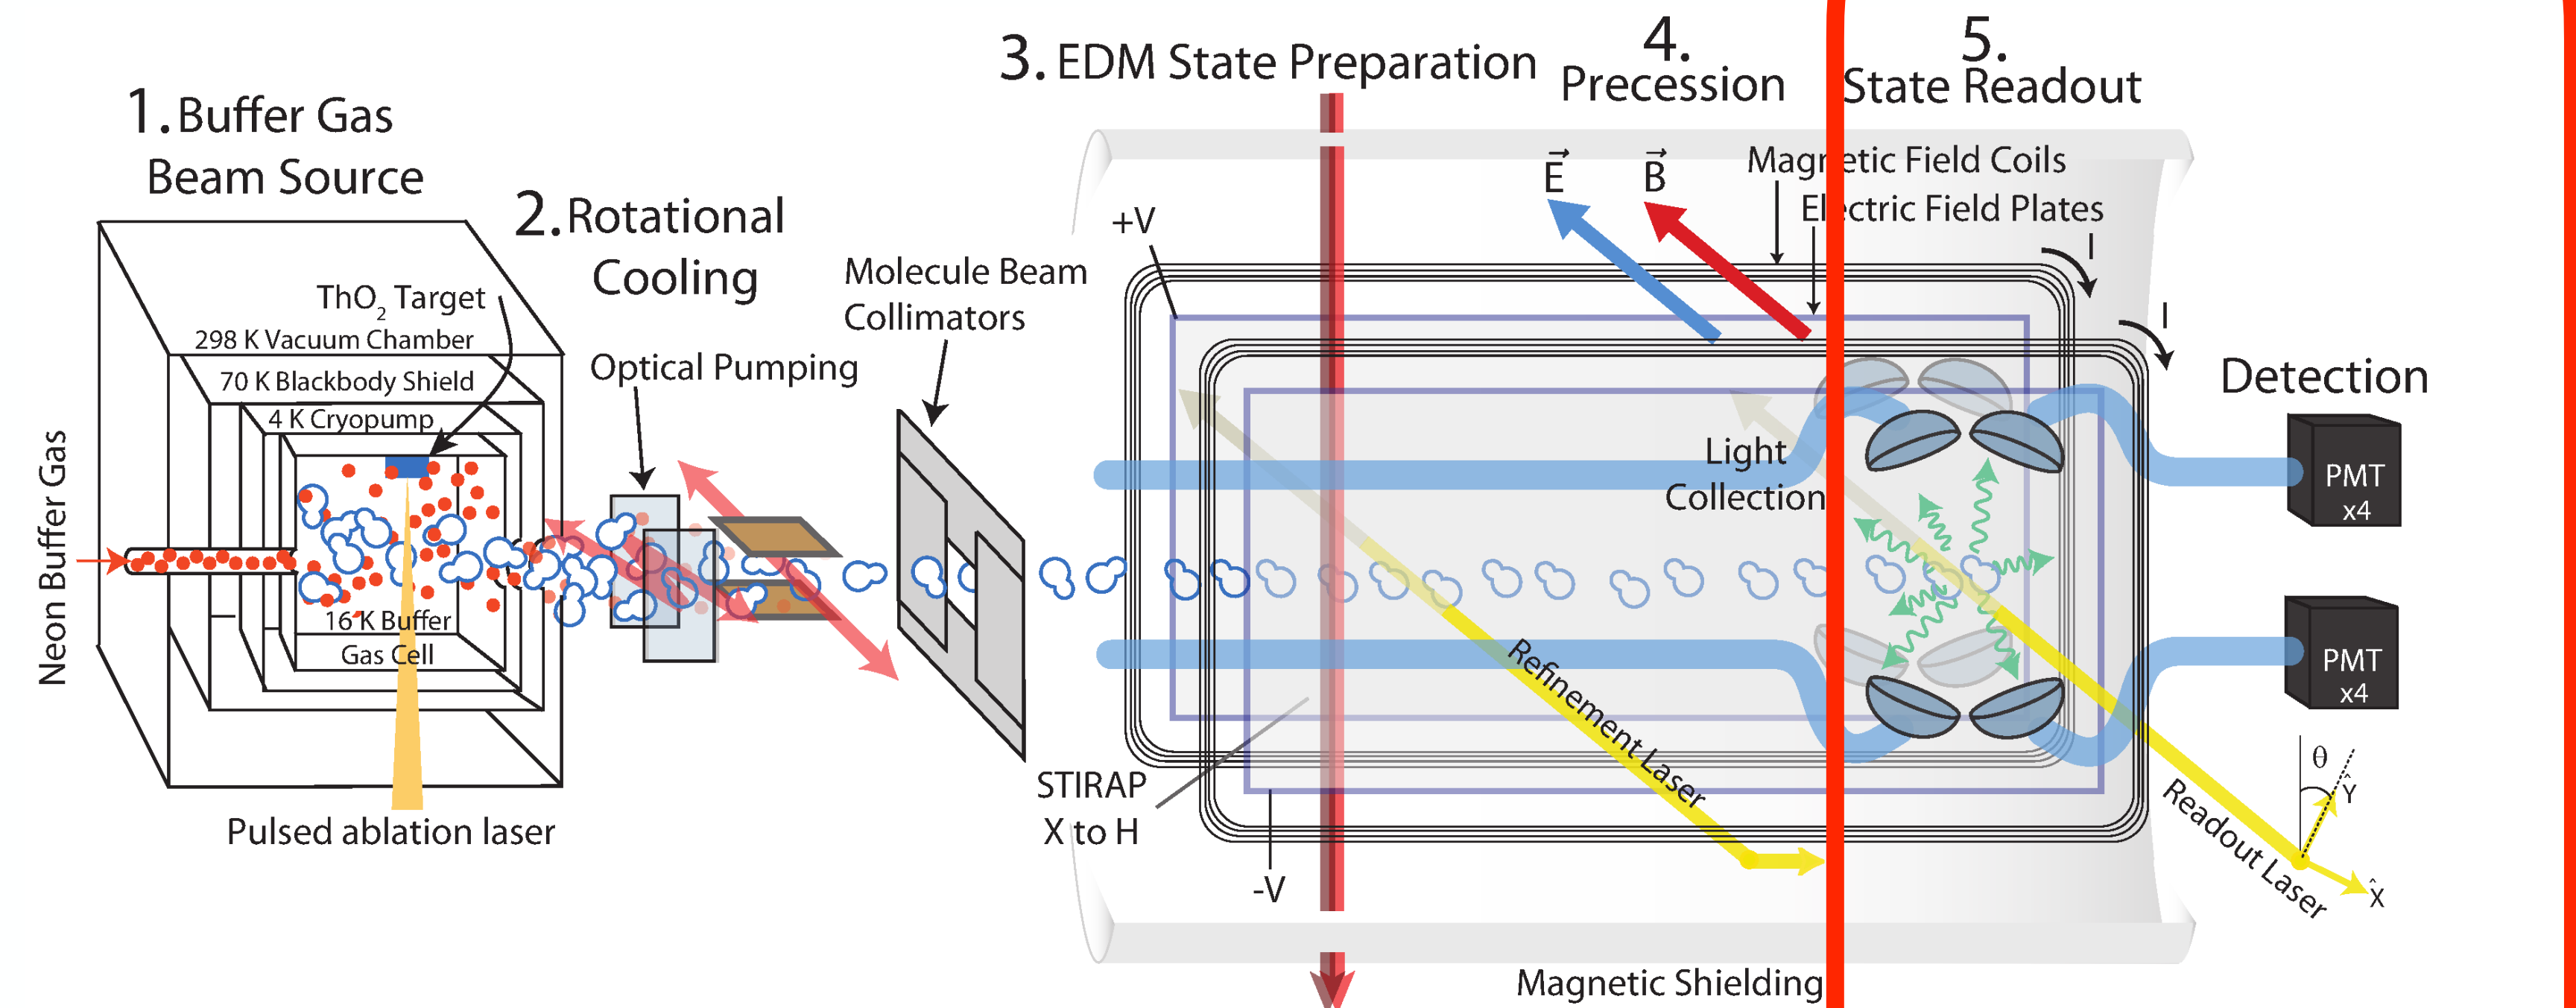 1. Buffer Gas
Beam Source
2. Rotational
Cooling
3. EDM State Preparation
4.
Precession
5.
State Readout
ThO2 Target
298 K Vacuum Chamber
70 K Blackbody Shield
4 K Cryopump
16 K Buffer
Gas Cell
Neon Buffer Gas
Pulsed ablation laser
Optical Pumping
Molecule Beam
Collimators
+V
-V
STIRAP
X to H
E
B
Magnetic Field Coils
Electric Field Plates
I
I
Light
Collection
Refinement Laser
Readout Laser
Magnetic Shielding
Detection
PMT
x4
PMT
x4
θ
Ŷ
X̂